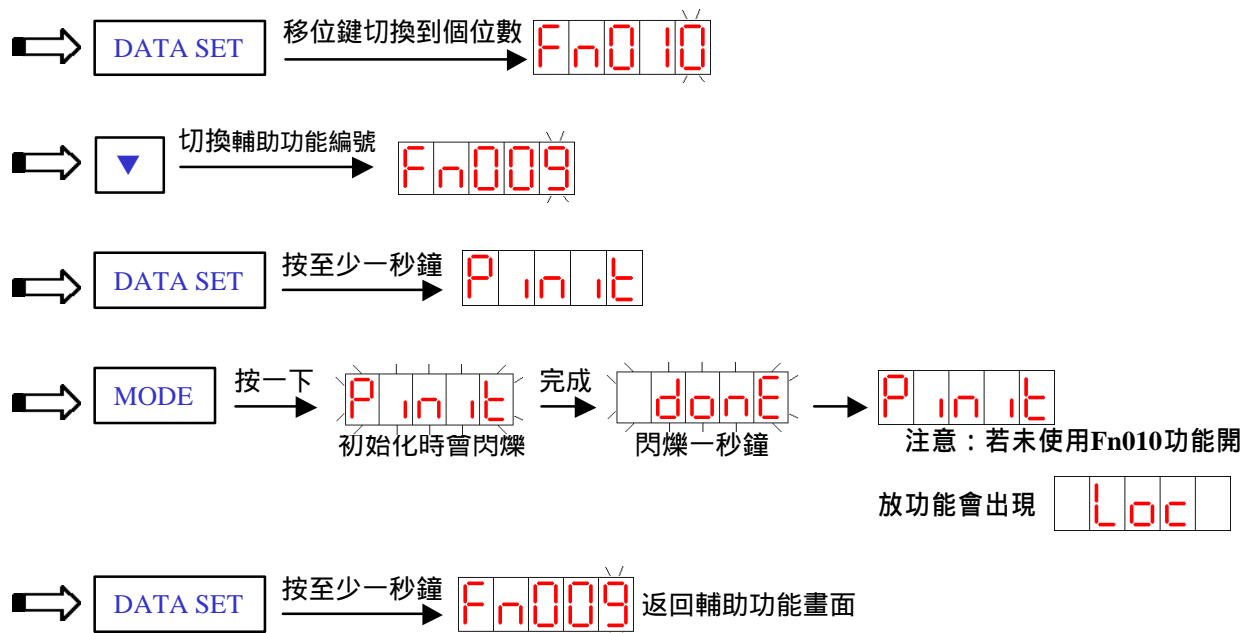 DATA SET 移位鍵切換到個位數 Fn010
▼ 切換輔助功能編號 Fn009
DATA SET 按至少一秒鐘 Pinit
MODE 按一下 Pinit 完成 donE Pinit
初始化時會閃爍 閃爍一秒鐘 注意：若未使用Fn010功能開
放功能會出現 Loc
DATA SET 按至少一秒鐘 Fn009 返回輔助功能畫面